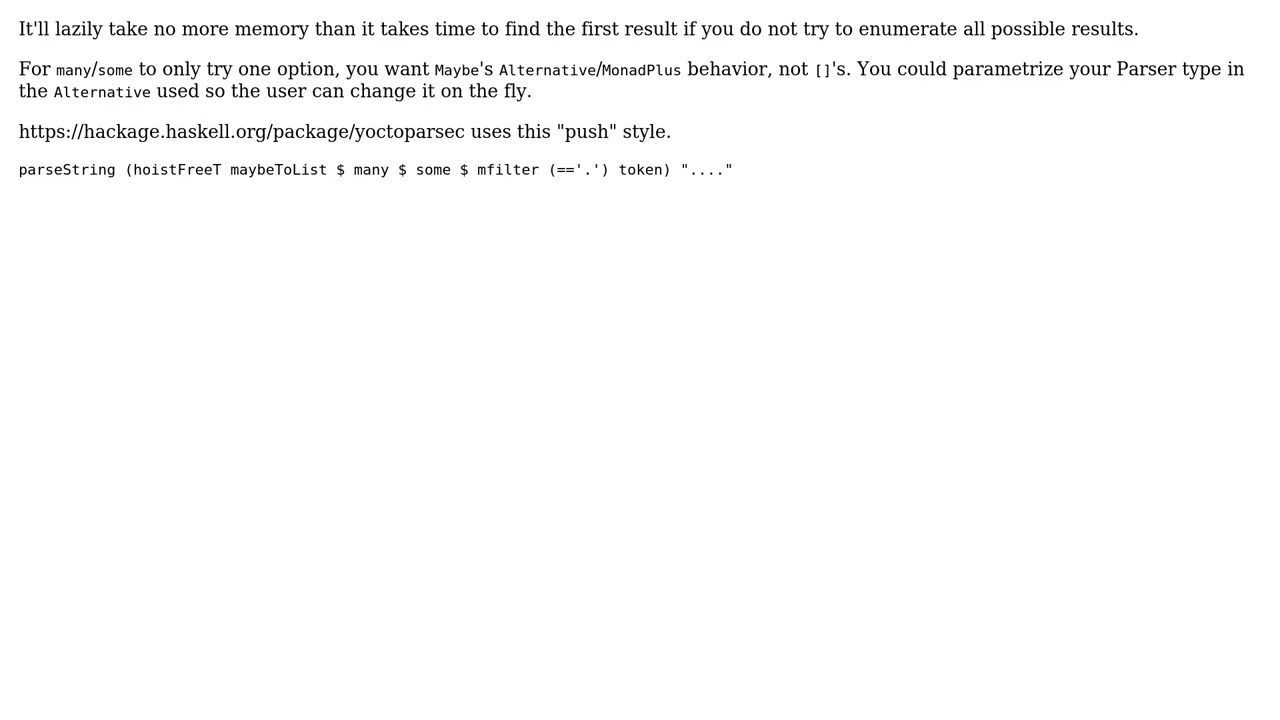 It'll lazily take no more memory than it takes time to find the first result if you do not try to enumerate all possible results.
For many/some to only try one option, you want Maybe's Alternative/MonadPlus behavior, not []'s. You could parametrize your Parser type in
the Alternative used so the user can change it on the fly.
https://hackage.haskell.org/package/yoctoparsec uses this "push" style.
parseString (hoistFreeT maybeToList $ many $ some $ mfilter (=='.') token) "...."